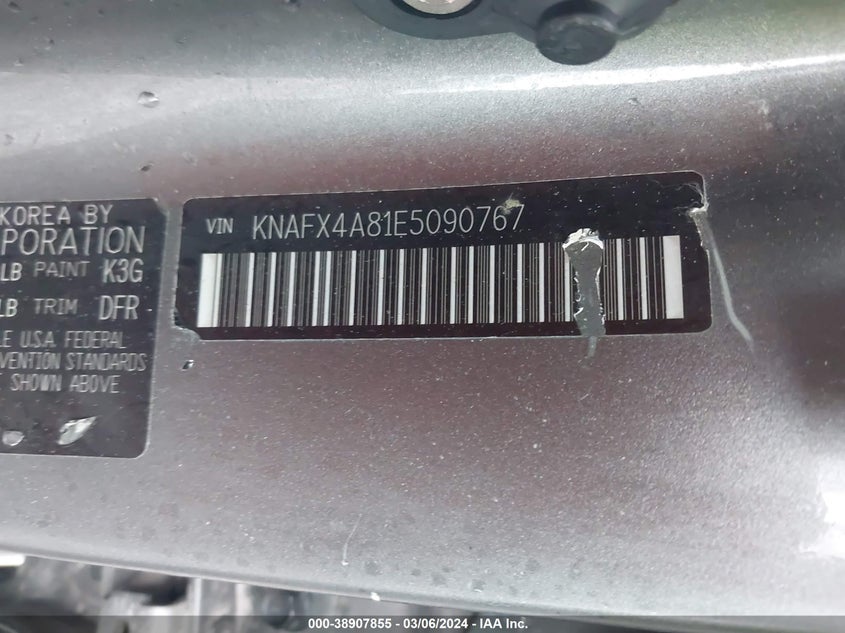 KOREA BY
PORATION
LB PAINT K3G
LB TRIM DFR
LE U.S.A. FEDERAL
VENTION STANDARDS
E SHOWN ABOVE
VIN KNAFX4A81E5090767
000-38907855 - 03/06/2024 - IAA Inc.